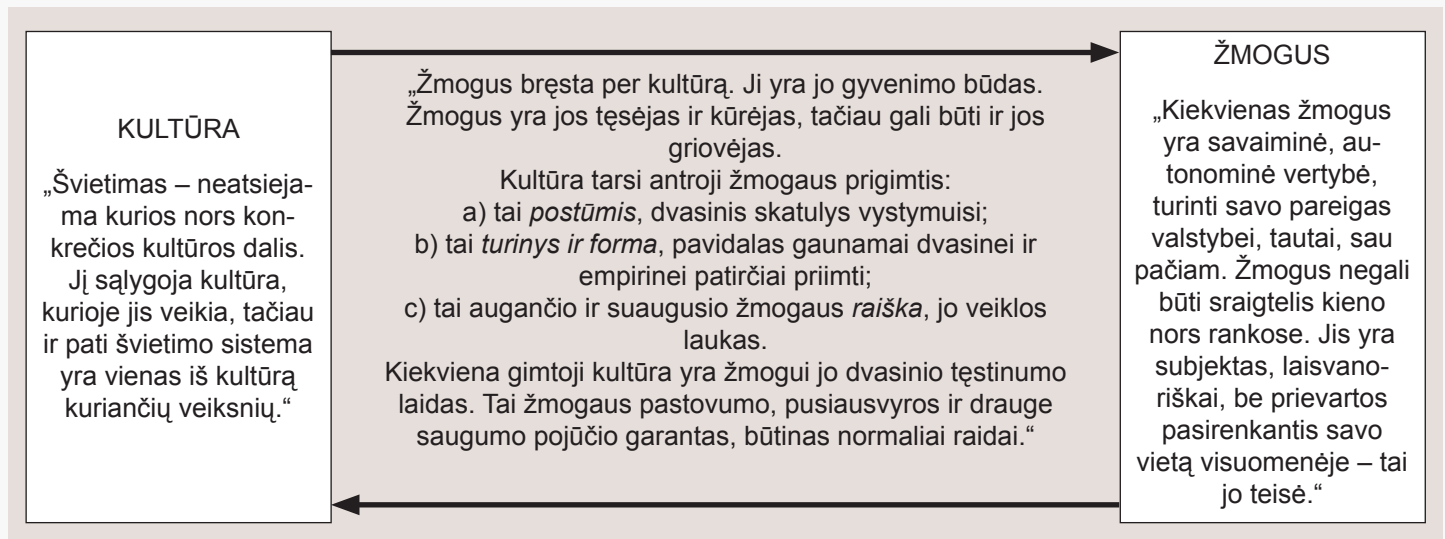 KULTŪRA
„Švietimas – neatsieja-
ma kurios nors kon-
krečios kultūros dalis.
Jį sąlygoja kultūra,
kurioje jis veikia, tačiau
ir pati švietimo sistema
yra vienas iš kultūrą
kuriančių veiksnių.“
„Žmogus bręsta per kultūrą. Ji yra jo gyvenimo būdas.
Žmogus yra jos tęsėjas ir kūrėjas, tačiau gali būti ir jos
griovėjas.
Kultūra tarsi antroji žmogaus prigimtis:
a) tai postūmis, dvasinis skatulys vystymuisi;
b) tai turinys ir forma, pavidalas gaunamai dvasinei ir
empirinei patirčiai priimti;
c) tai augančio ir suaugusio žmogaus raiška, jo veiklos
laukas.
Kiekviena gimtoji kultūra yra žmogui jo dvasinio tęstinumo
laidas. Tai žmogaus pastovumo, pusiausvyros ir drauge
saugumo pojūčio garantas, būtinas normaliai raidai.“
ŽMOGUS
„Kiekvienas žmogus
yra savaiminė, au-
tonominė vertybė,
turinti savo pareigas
valstybei, tautai, sau
pačiam. Žmogus negali
būti sraigtelis kieno
nors rankose. Jis yra
subjektas, laisvano-
riškai, be prievartos
pasirenkantis savo
vietą visuomenėje – tai
jo teisė.“